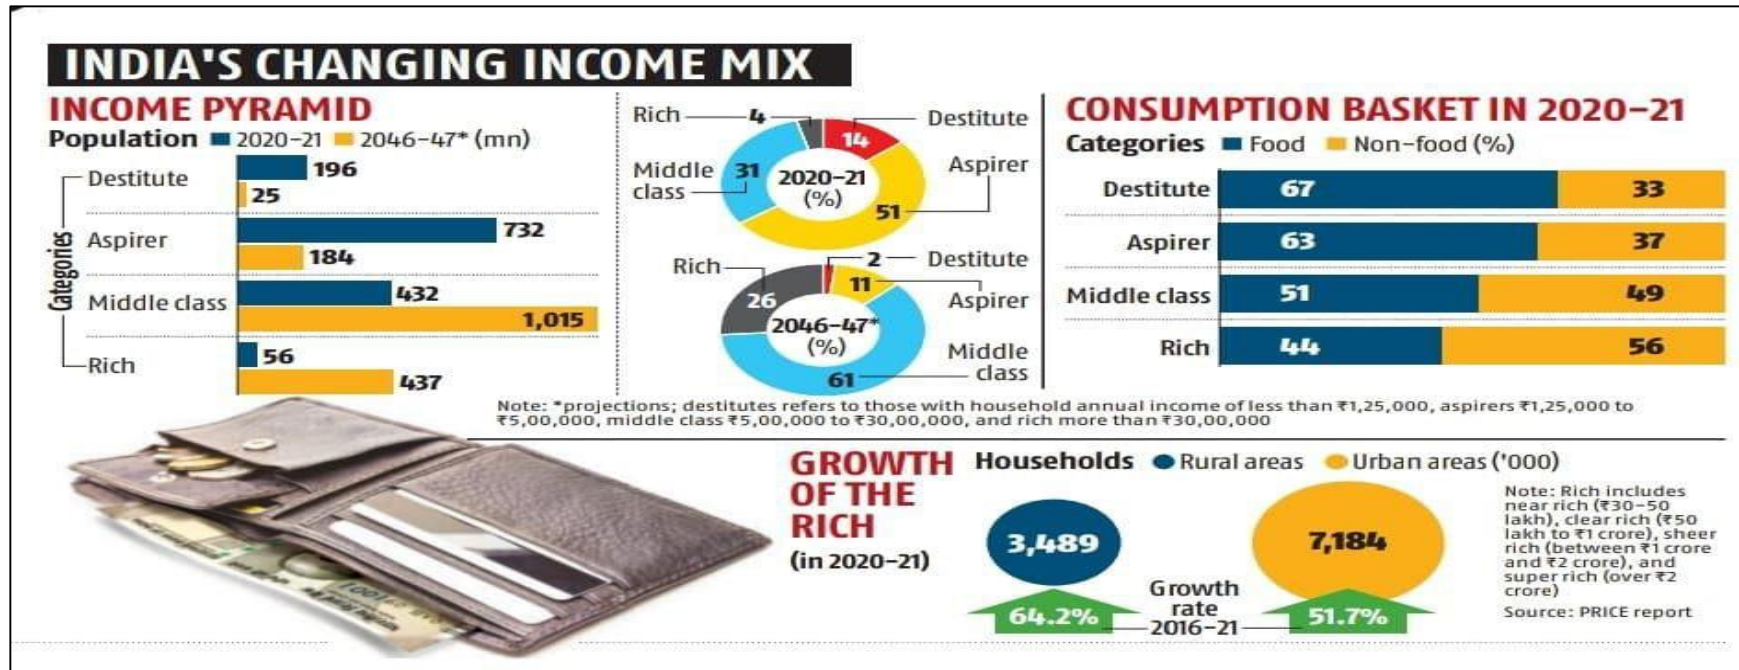 INDIA'S CHANGING INCOME MIX
INCOME PYRAMID
Population 2020-21 2046-47* (mn)
Categories
Destitute 196
25
Aspirer 732
184
Middle class 432
1,015
Rich 56
437
Rich 4 14 Destitute
Middle class 31 2020-21 (%) 51 Aspirer
Rich 26 2 Destitute
11 Aspirer
2046-47* (%)
61 Middle class
CONSUMPTION BASKET IN 2020-21
Categories Food Non-food (%)
Destitute 67 33
Aspirer 63 37
Middle class 51 49
Rich 44 56
Note: *projections; destitutes refers to those with household annual income of less than ₹1,25,000, aspirers ₹1,25,000 to
₹5,00,000, middle class ₹5,00,000 to ₹30,00,000, and rich more than ₹30,00,000
GROWTH
OF THE
RICH
(in 2020-21)
Households Rural areas Urban areas ('000)
3,489 7,184
Growth
rate
2016-21
64.2% 51.7%
Note: Rich includes
near rich (₹30-50
lakh), clear rich (₹50
lakh to ₹1 crore), sheer
rich (between ₹1 crore
and ₹2 crore), and
super rich (over ₹2
crore)
Source: PRICE report